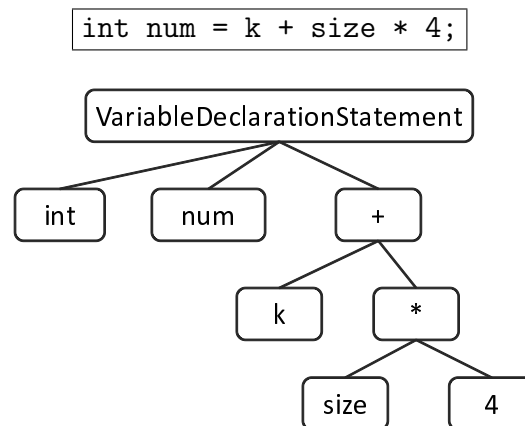 int num = k + size * 4;
VariableDeclarationStatement
int num +
k *
size 4